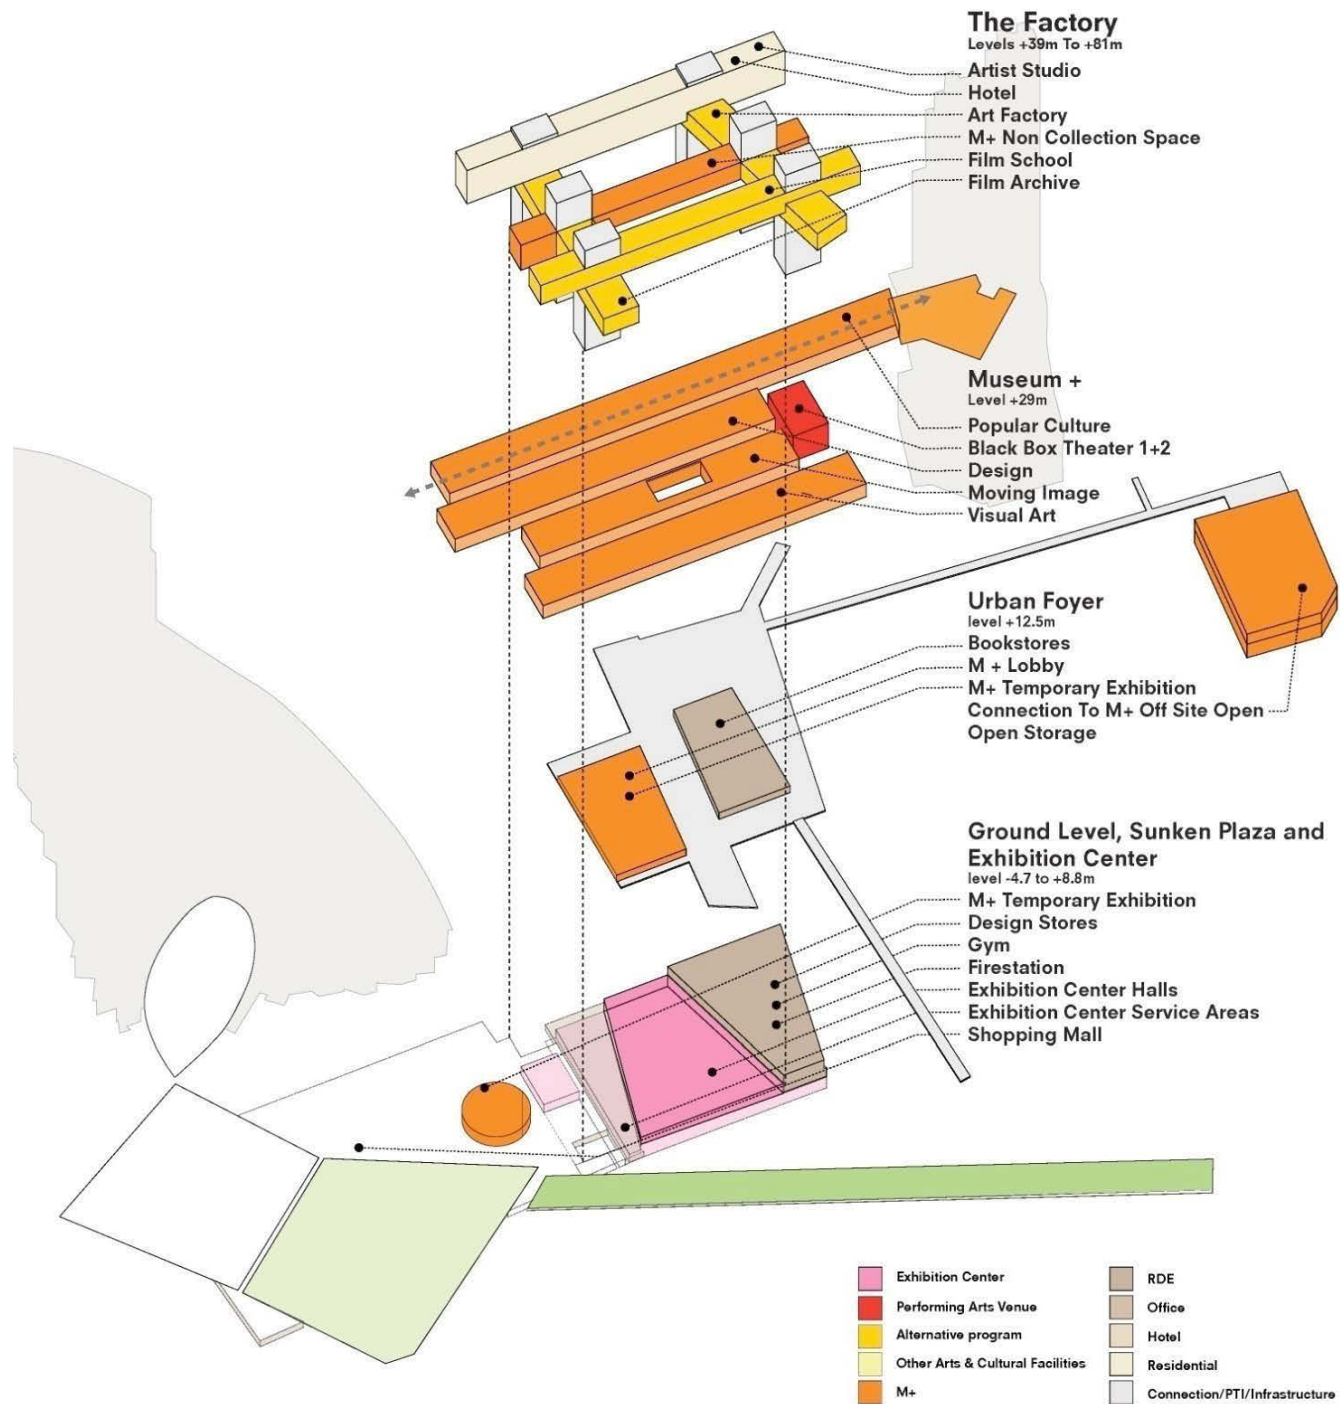 The Factory
Levels +39m To +81m
Artist Studio
Hotel
Art Factory
M+ Non Collection Space
Film School
Film Archive
Museum +
Level +29m
Popular Culture
Black Box Theater 1+2
Design
Moving Image
Visual Art
Urban Foyer
level +12.5m
Bookstores
M + Lobby
M+ Temporary Exhibition
Connection To M+ Off Site Open
Open Storage
Ground Level, Sunken Plaza and
Exhibition Center
level -4.7 to +8.8m
M+ Temporary Exhibition
Design Stores
Gym
Firestation
Exhibition Center Halls
Exhibition Center Service Areas
Shopping Mall
Exhibition Center
Performing Arts Venue
Alternative program
Other Arts & Cultural Facilities
M+
RDE
Office
Hotel
Residential
Connection/PTI/Infrastructure